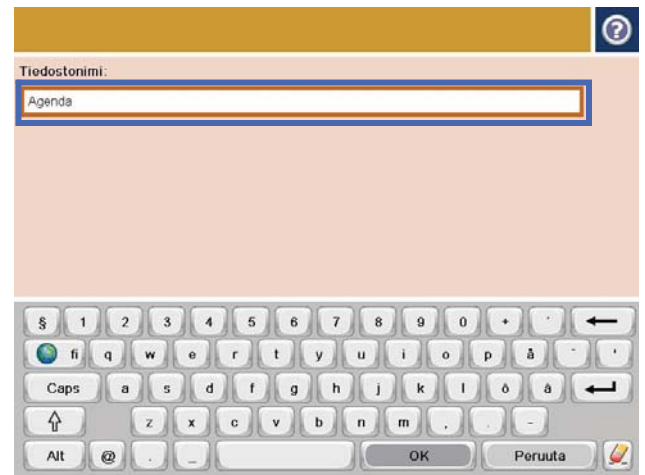 ?
Tiedostonimi:
Agenda
§ 1 2 3 4 5 6 7 8 9 0 +
fi q w e r t y u i o p å
Caps a s d f g h j k l
z x c v b n m , . -
Alt @ . _ OK Peruuta